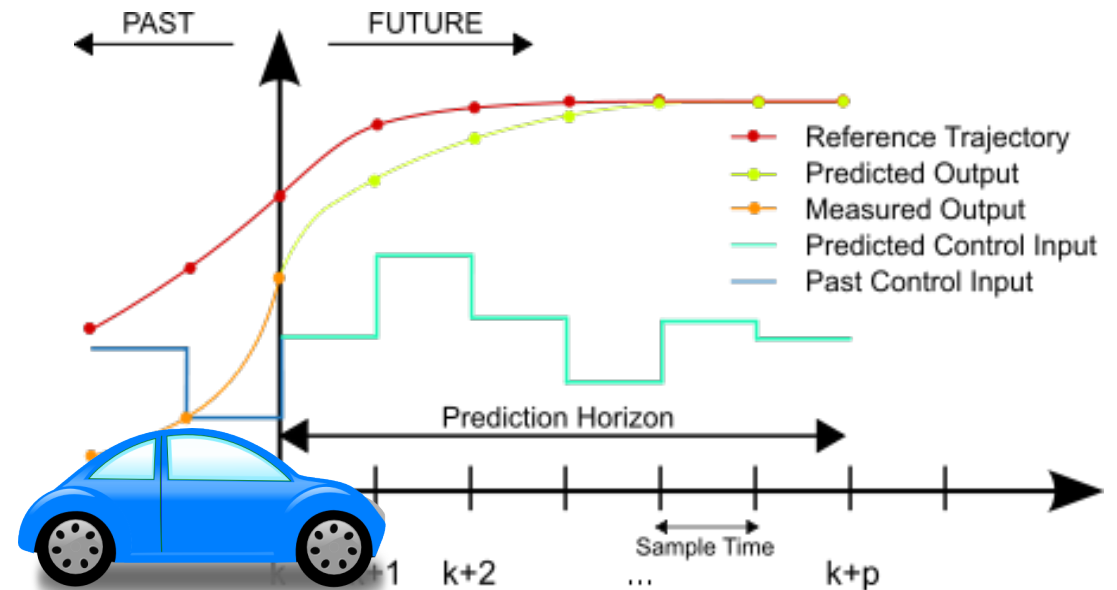 PAST
FUTURE
Reference Trajectory
Predicted Output
Measured Output
Predicted Control Input
Past Control Input
Prediction Horizon
Sample Time
k+2
...
k+p